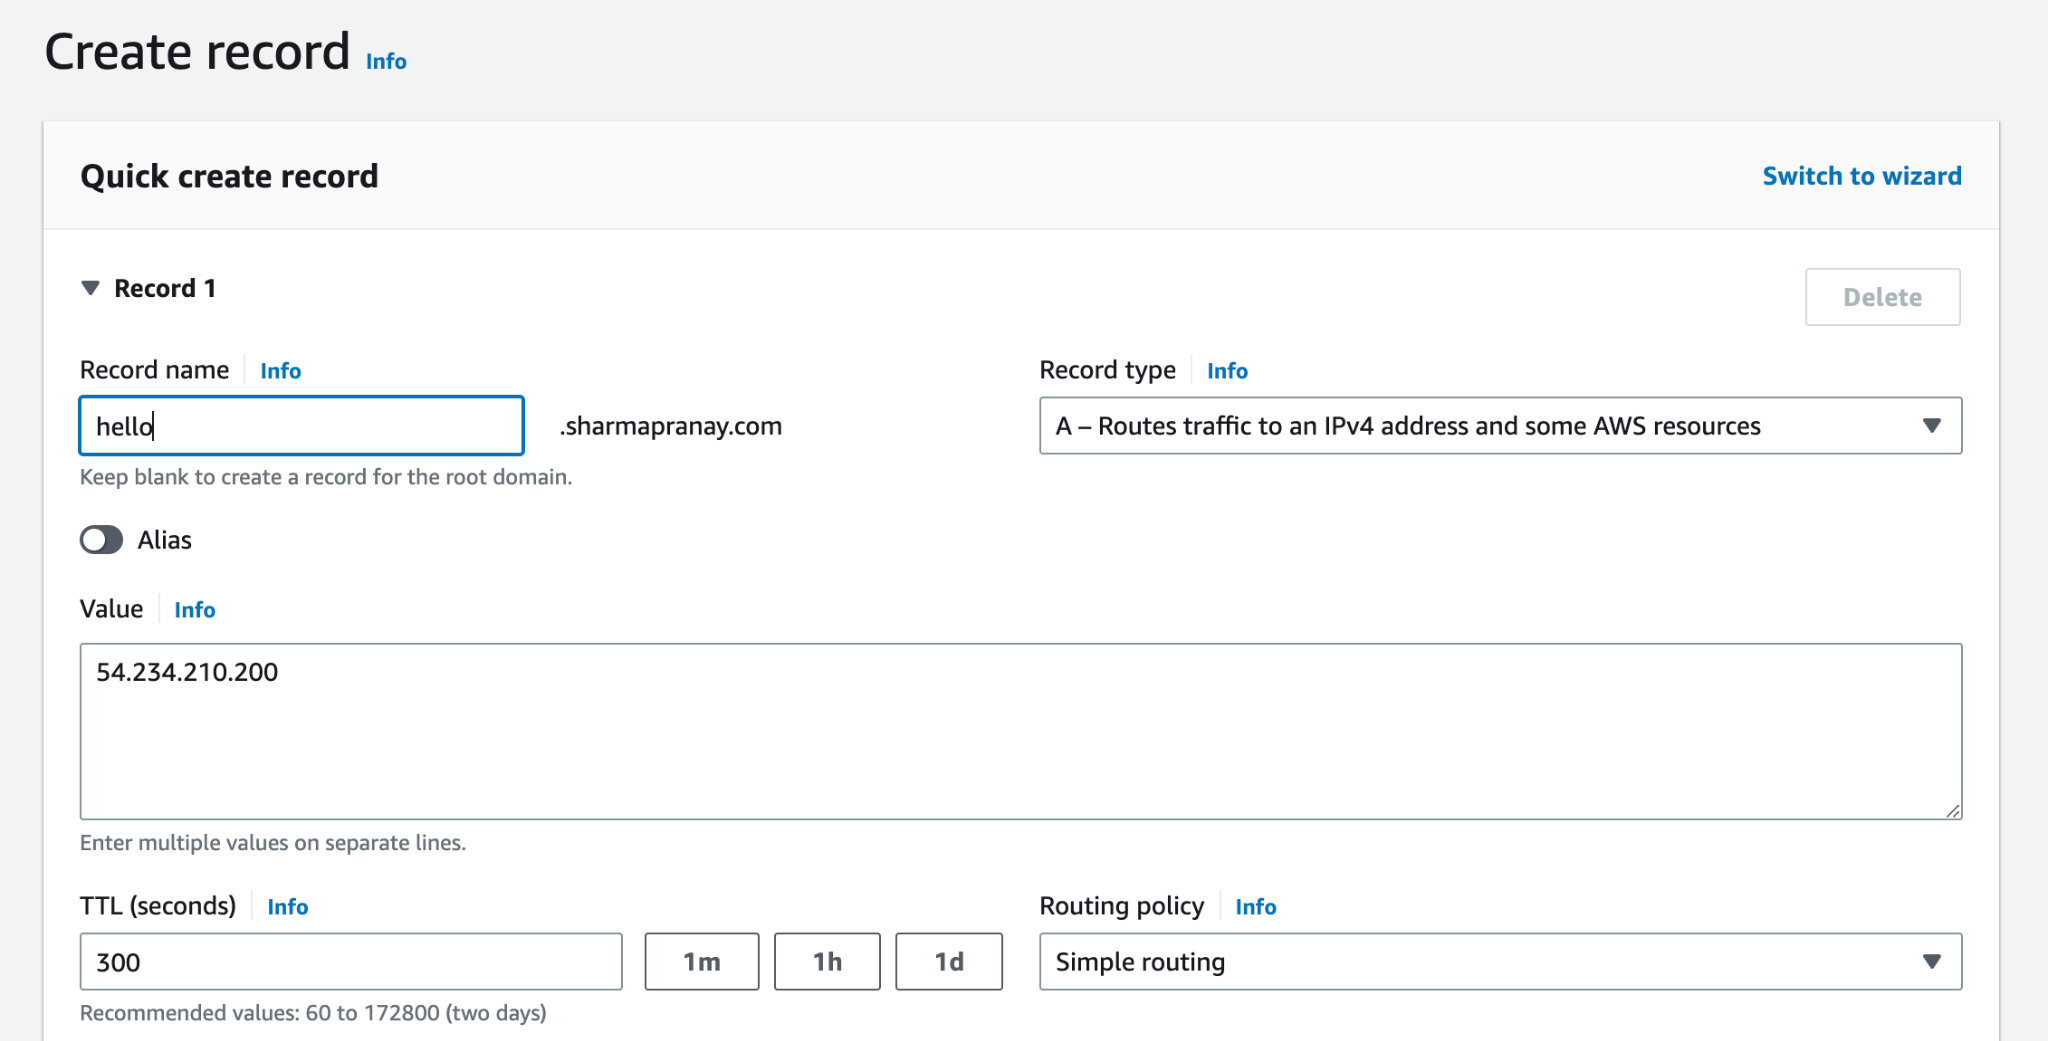 Create record Info
Quick create record
Switch to wizard
Record 1
Delete
Record name Info
Record type Info
hello .sharmapranay.com
A – Routes traffic to an IPv4 address and some AWS resources
Keep blank to create a record for the root domain.
Alias
Value Info
54.234.210.200
Enter multiple values on separate lines.
TTL (seconds) Info
Routing policy Info
300 1m 1h 1d
Simple routing
Recommended values: 60 to 172800 (two days)